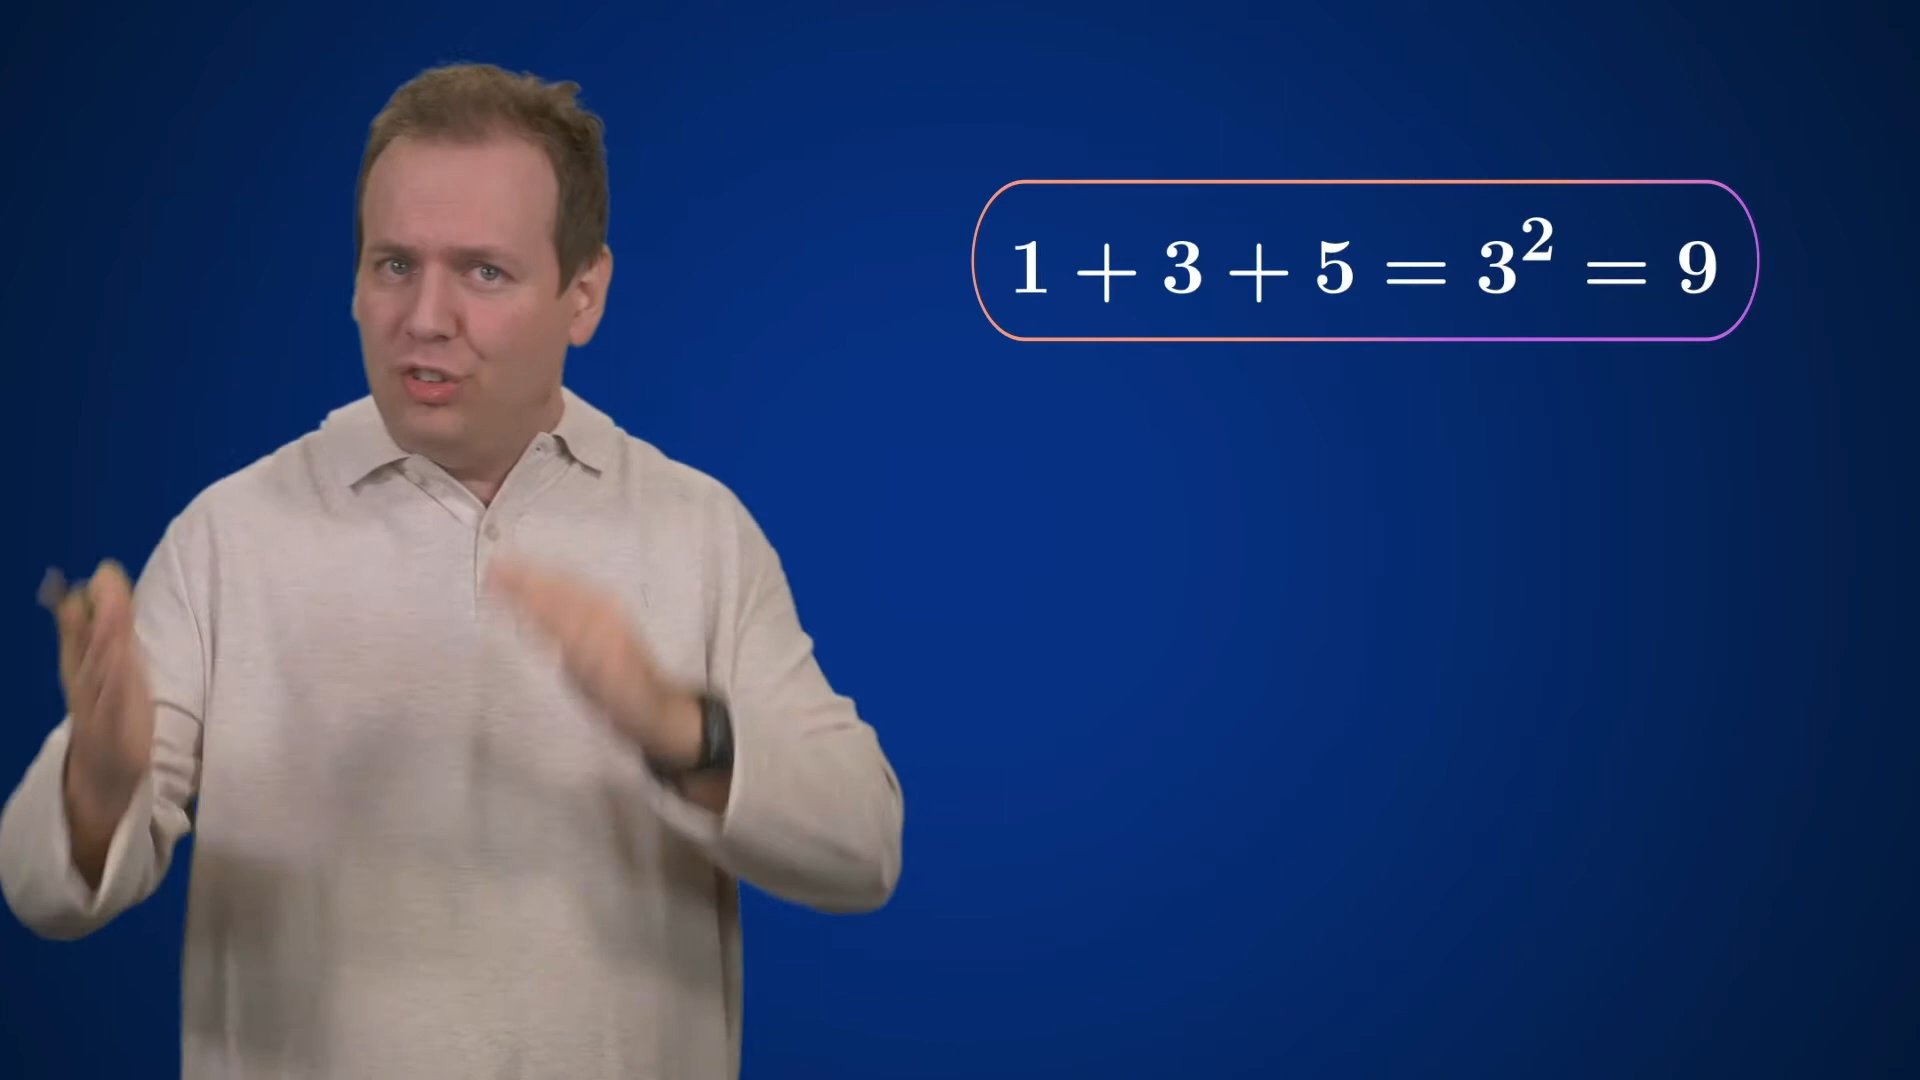 1 + 3 + 5 = 3² = 9